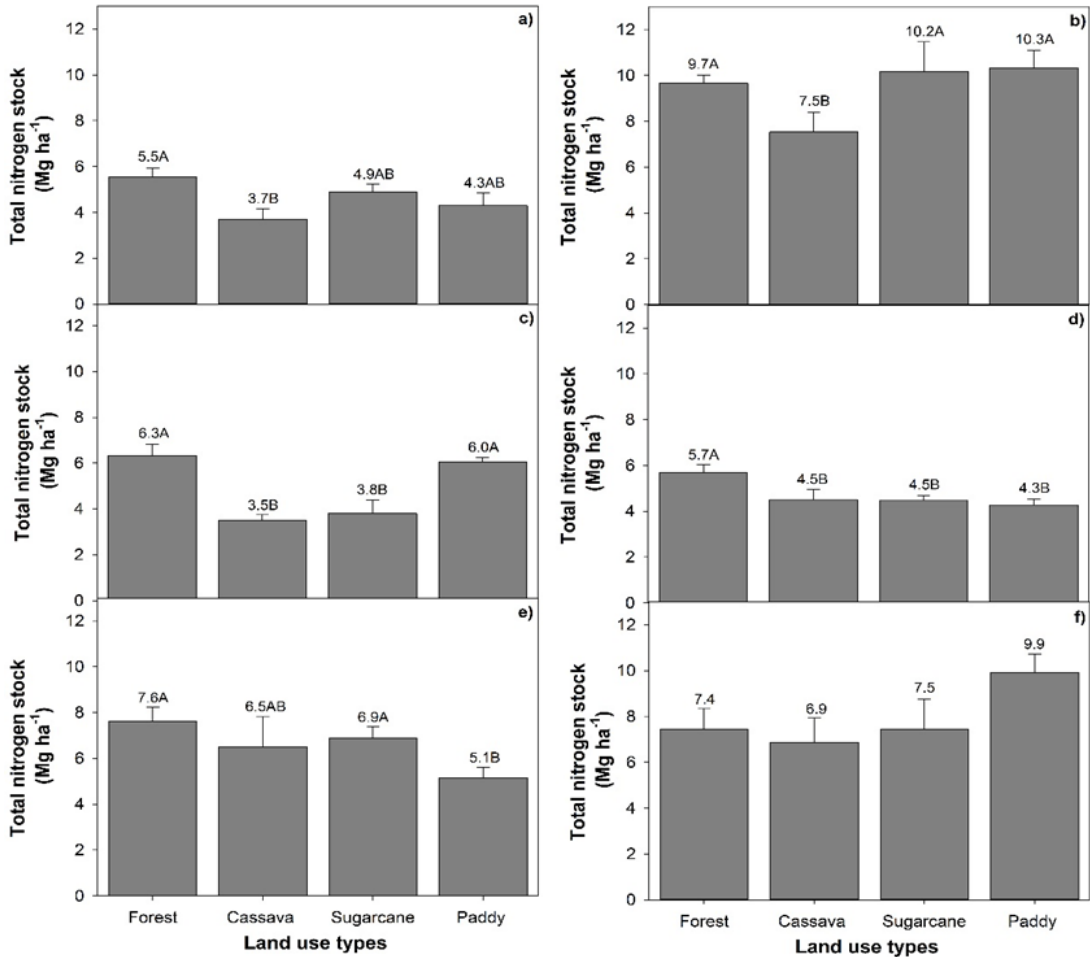 a)
Total nitrogen stock
(Mg ha⁻¹)
12
10
8
6
4
2
0
5.5A
3.7B
4.9AB
4.3AB
b)
Total nitrogen stock
(Mg ha⁻¹)
12
10
8
6
4
2
0
9.7A
7.5B
10.2A
10.3A
c)
Total nitrogen stock
(Mg ha⁻¹)
12
10
8
6
4
2
0
6.3A
3.5B
3.8B
6.0A
d)
Total nitrogen stock
(Mg ha⁻¹)
12
10
8
6
4
2
0
5.7A
4.5B
4.5B
4.3B
e)
Total nitrogen stock
(Mg ha⁻¹)
12
10
8
6
4
2
0
7.6A
6.5AB
6.9A
5.1B
Forest Cassava Sugarcane Paddy
Land use types
f)
Total nitrogen stock
(Mg ha⁻¹)
12
10
8
6
4
2
0
7.4
6.9
7.5
9.9
Forest Cassava Sugarcane Paddy
Land use types